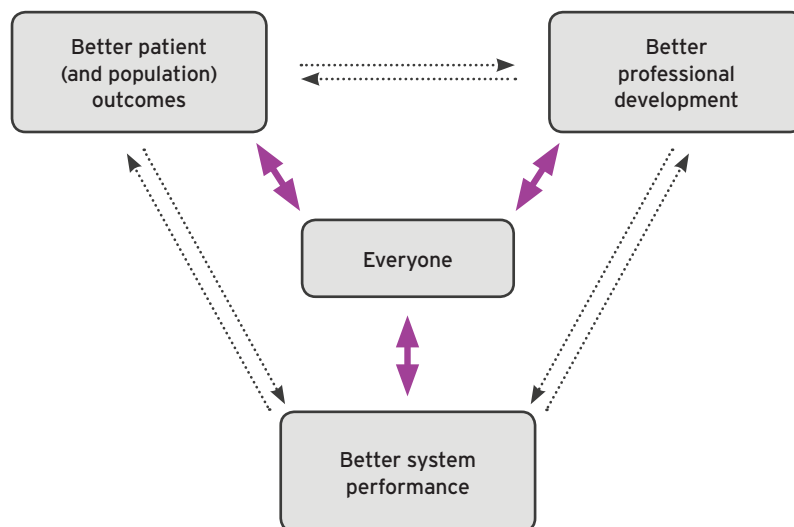 Better patient
(and population)
outcomes
Better
professional
development
Everyone
Better system
performance